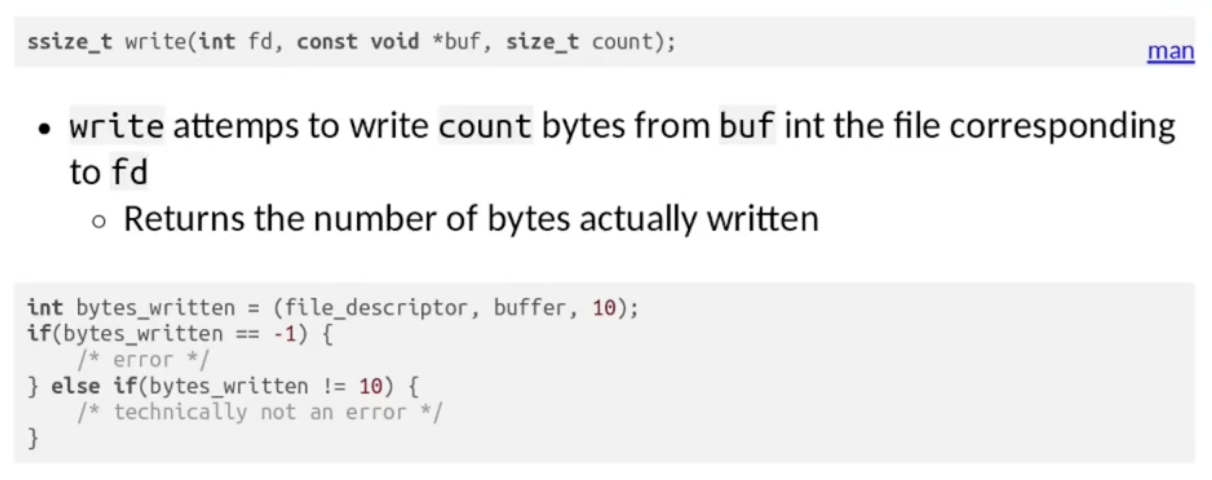 ssize_t write(int fd, const void *buf, size_t count);
man
• write attemps to write count bytes from buf int the file corresponding
to fd
◦ Returns the number of bytes actually written
int bytes_written = (file_descriptor, buffer, 10);
if(bytes_written == -1) {
    /* error */
} else if(bytes_written != 10) {
    /* technically not an error */
}